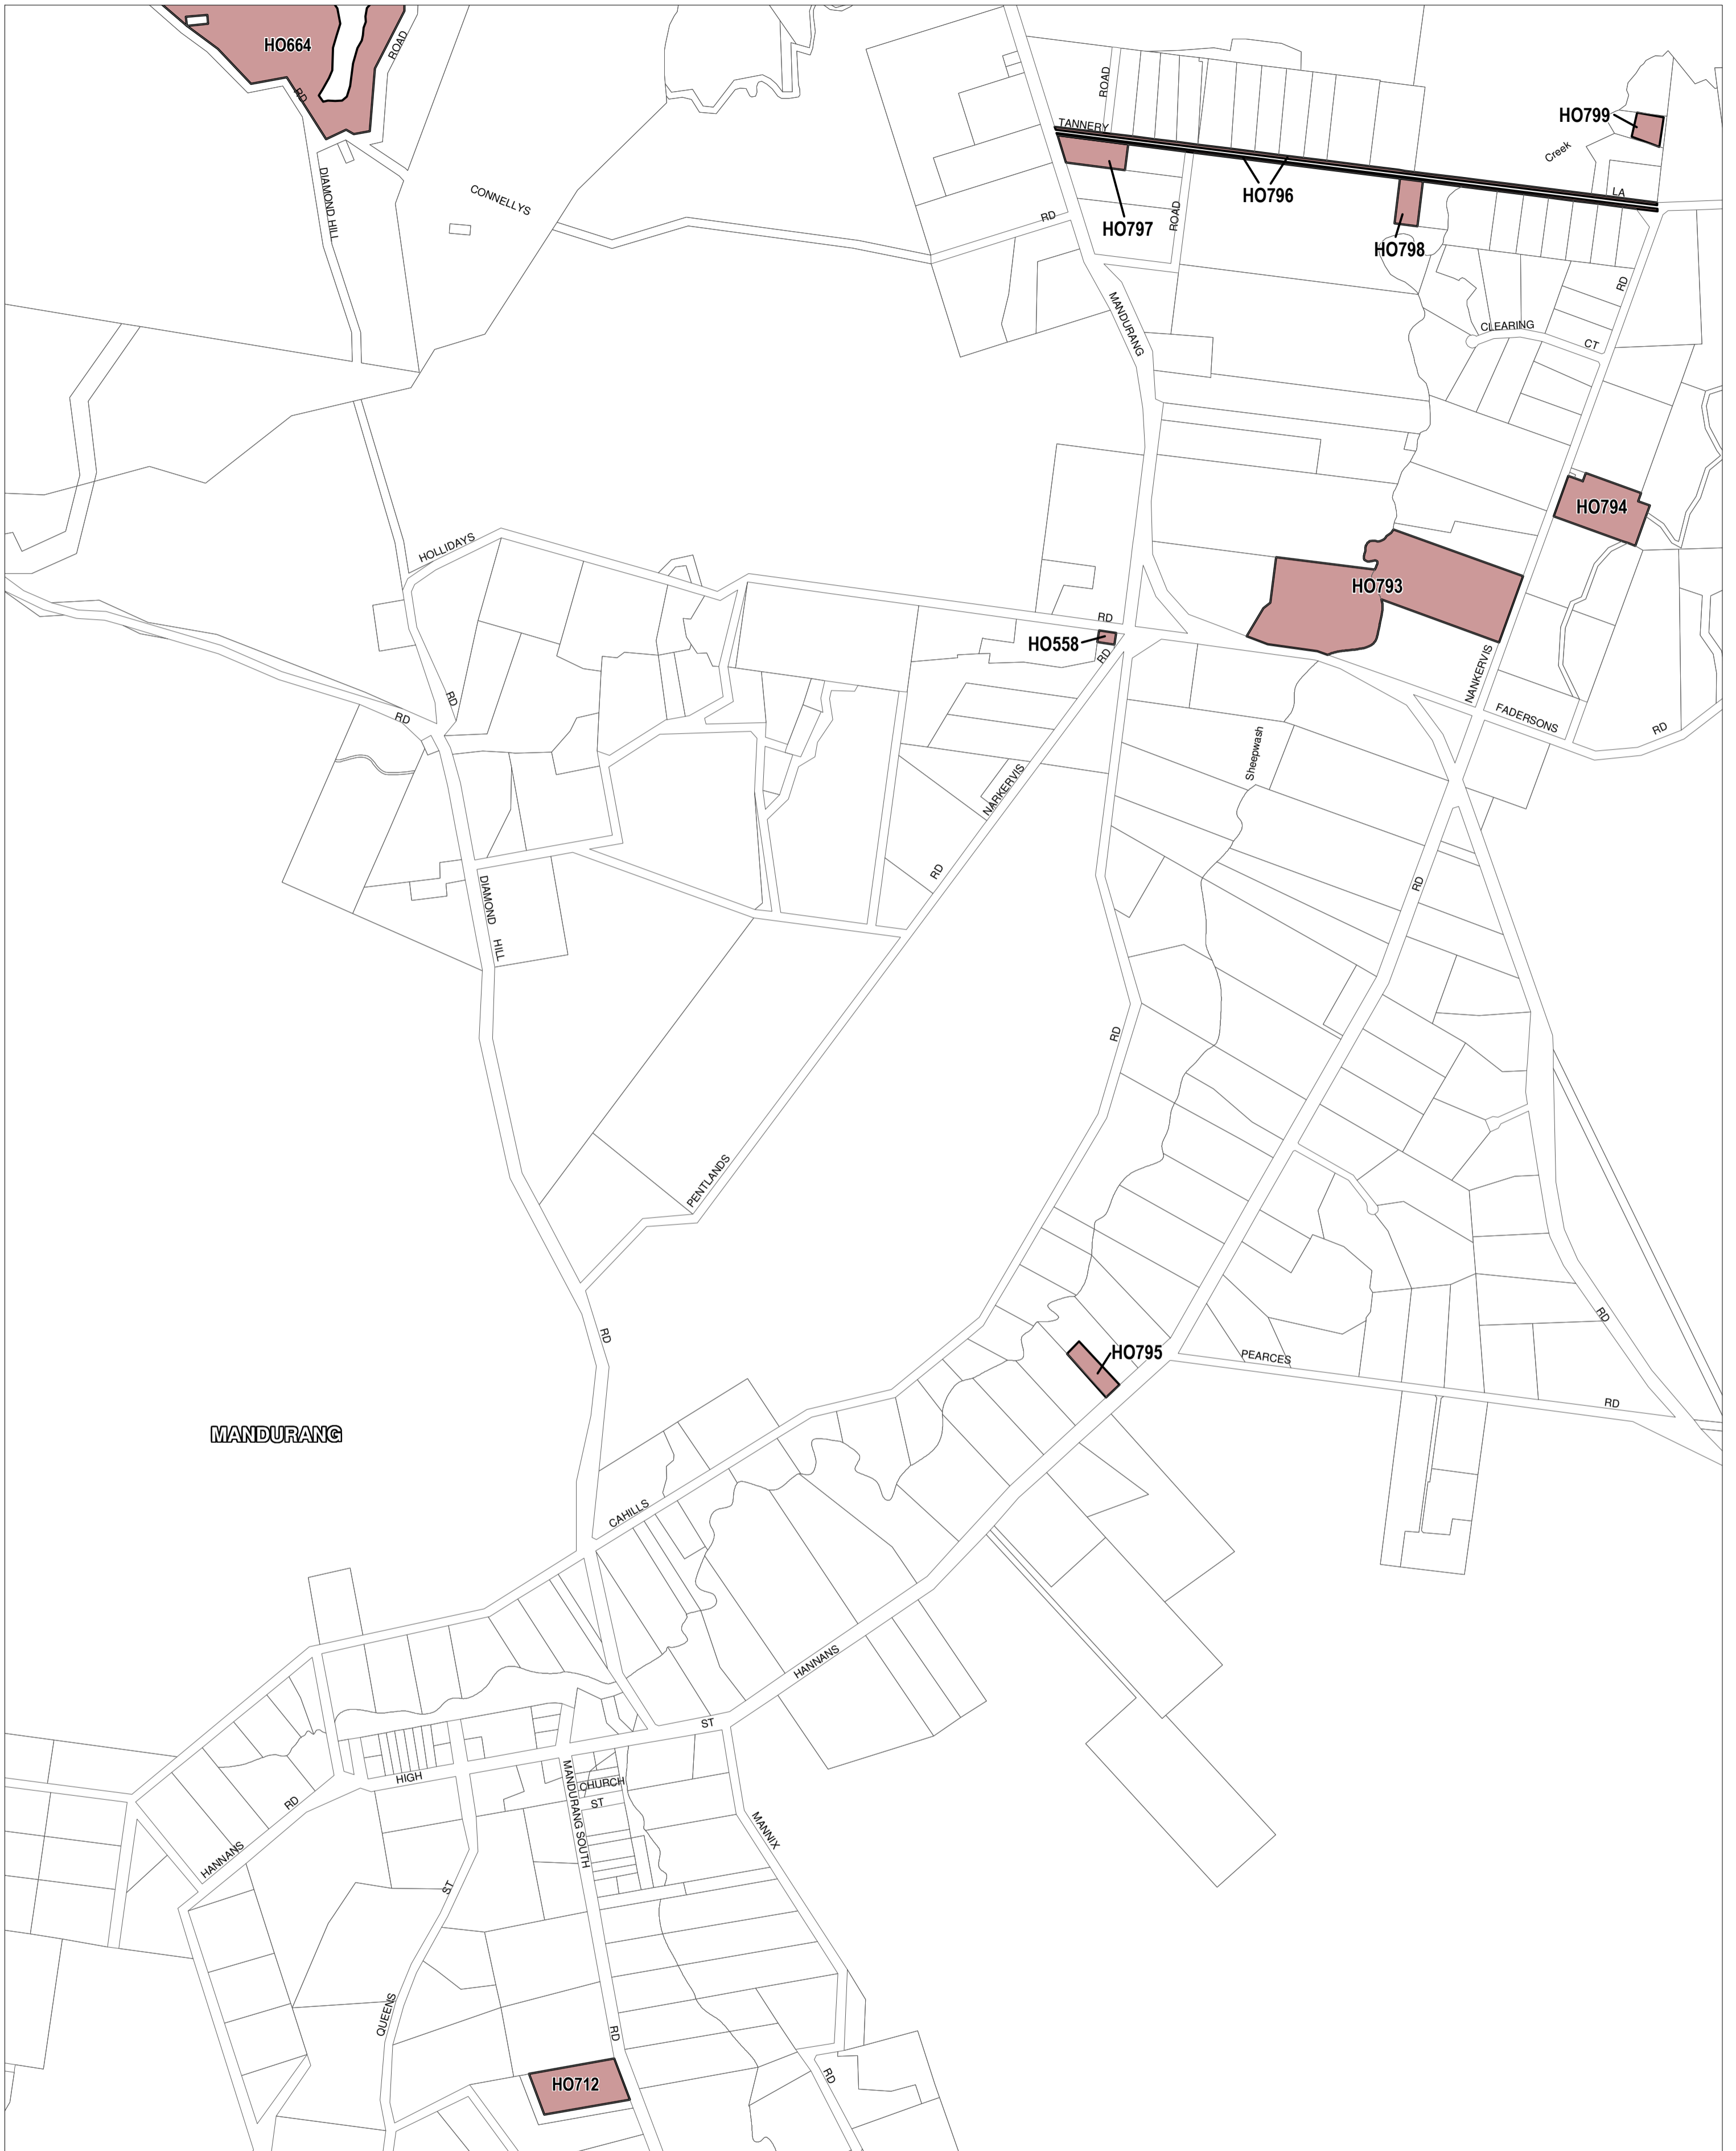 HO664
ROAD
RD
ROAD
TANNERY
HO799
Creek
DIAMOND HILL
CONNELLYS
HO796
LA
RD
ROAD
HO797
HO798
RD
MANDURANG
CLEARING
CT
HO794
HOLLIDAYS
HO793
RD
HO558
RD
NANKERVIS
RD
RD
FADERSONS
RD
Sheepwash
NARKERVIS
RD
RD
DIAMOND HILL
RD
PENTLANDS
RD
RD
HO795
PEARCES
RD
MANDURANG
CAHILLS
HANNANS
ST
HIGH
CHURCH
ST
RD
MANDURANG SOUTH
MANNIX
HANNANS
ST
QUEENS
RD
HO712
RD